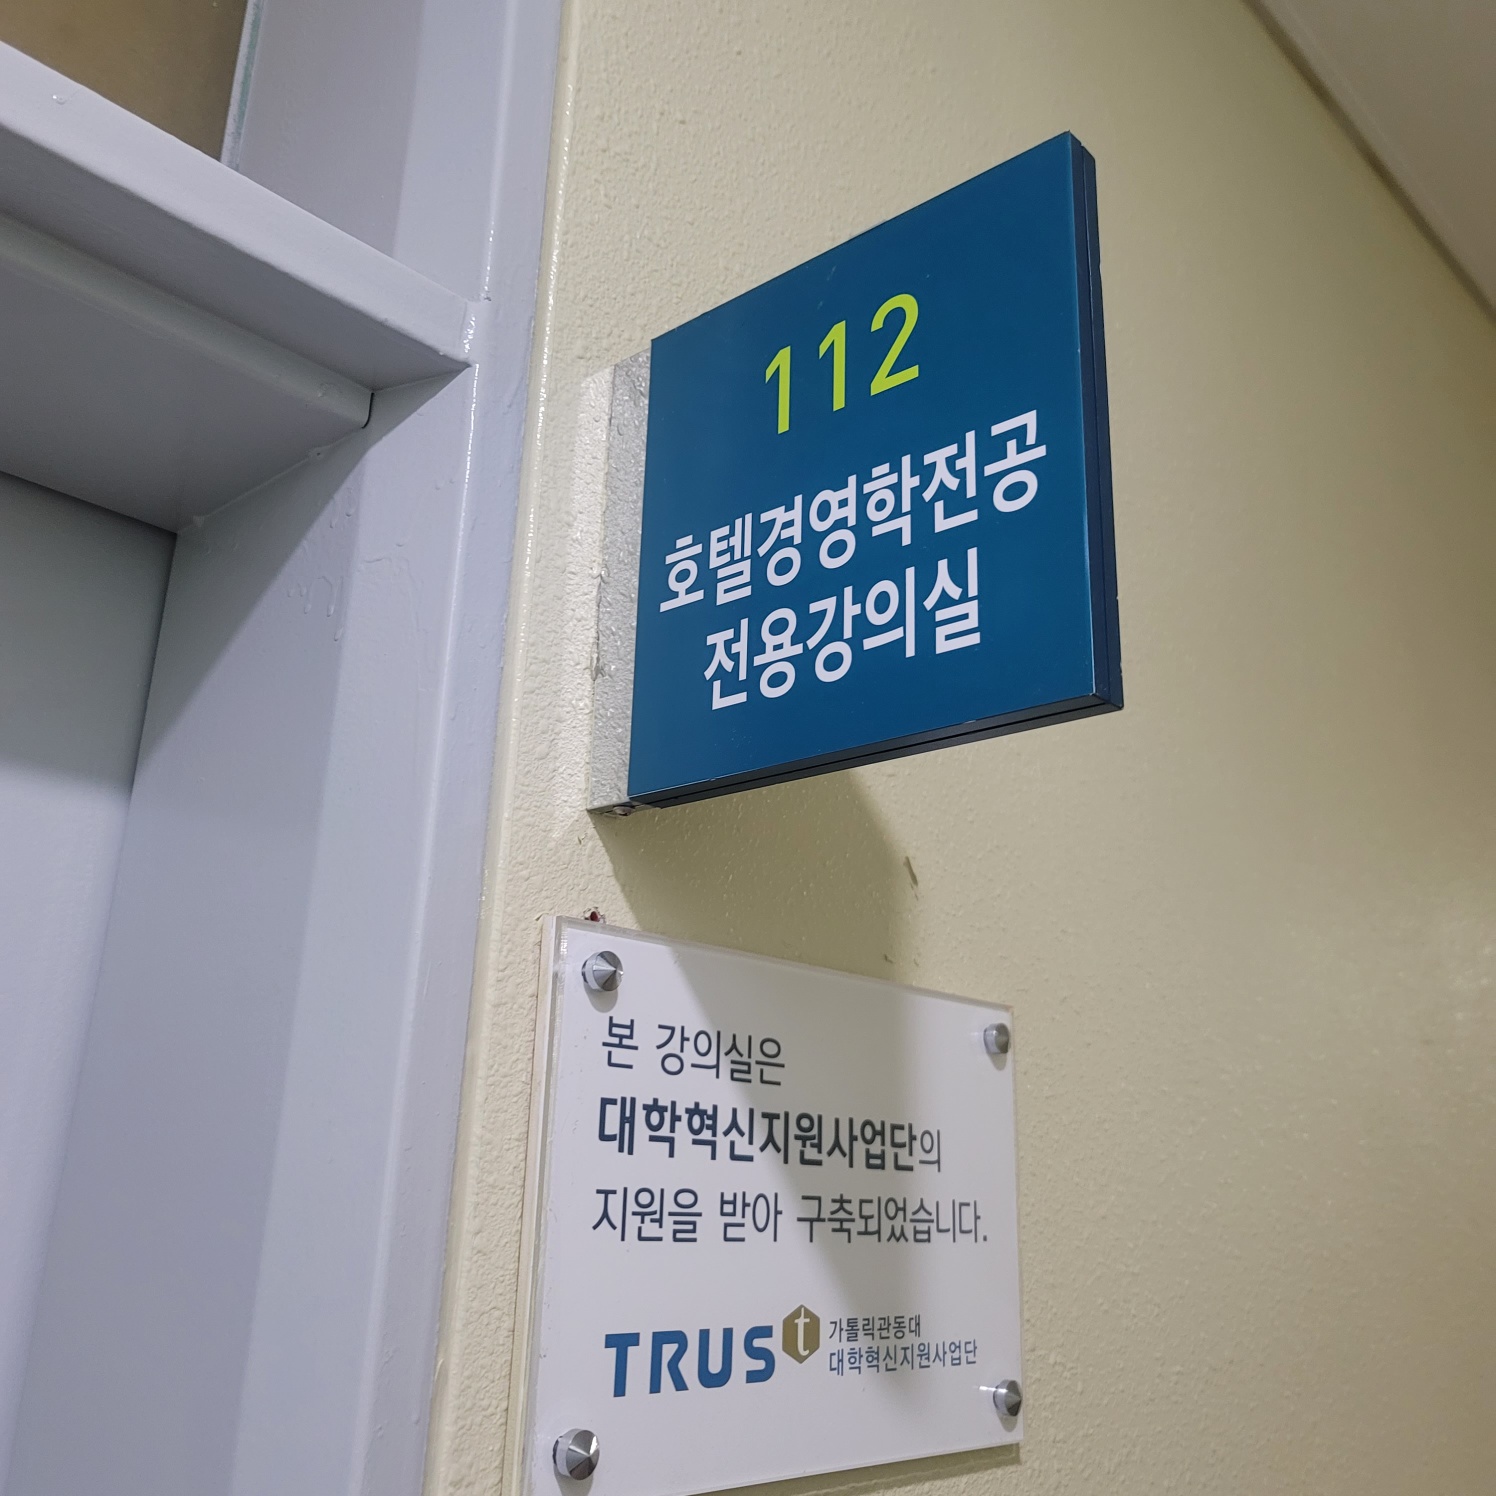 112
호텔경영학전공
전용강의실
본 강의실은
대학혁신지원사업단의
지원을 받아 구축되었습니다.
TRUSt
가톨릭관동대
대학혁신지원사업단